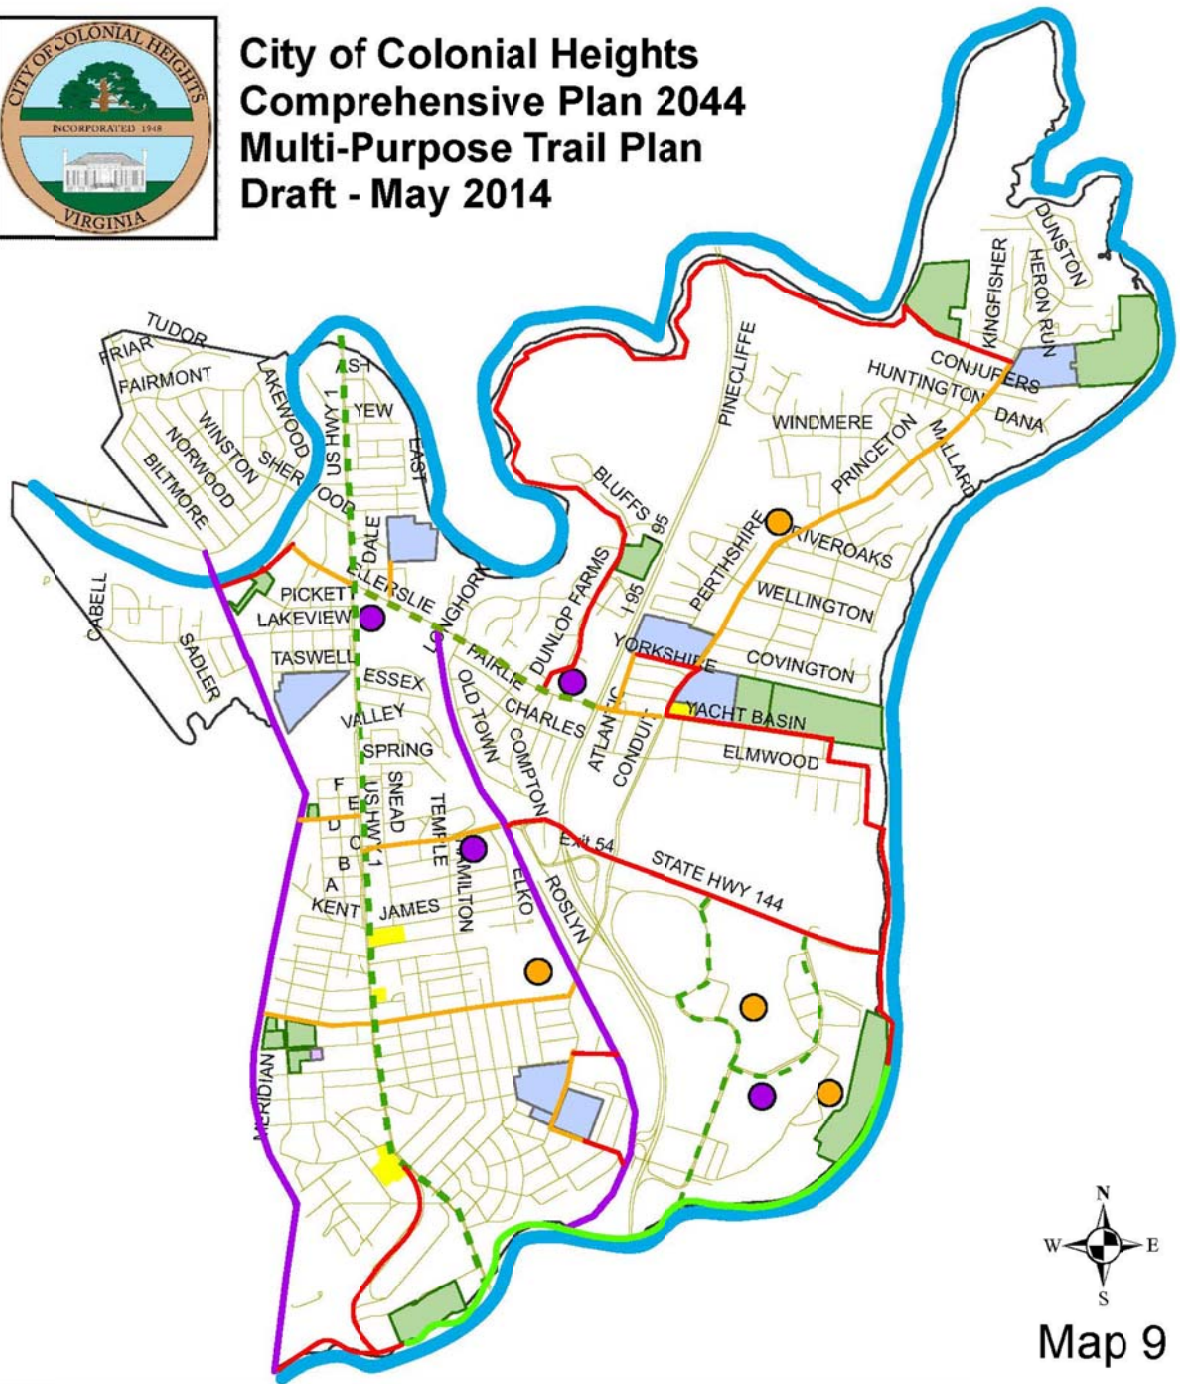 CITY OF COLONIAL HEIGHTS
INCORPORATED 1948
VIRGINIA
City of Colonial Heights
Comprehensive Plan 2044
Multi-Purpose Trail Plan
Draft - May 2014
DUNSTON
KINGFISHER
HERON RUN
TUDOR
FRIAR
FAIRMONT
LAKEWOOD
ASH
US HWY 1
YEW
EAST
PINECLIFFE
CONJURERS
HUNTINGTON
DANA
WINDMERE
PRINCETON
MALLARD
WINSTON
NORWOOD
BILTMORE
SHERWOOD
BLUFFS
I 95
DALE
PERTHSHIRE
RIVEROAKS
ELLERSLIE
LONGHORN
DUNLOP FARMS
I 95
WELLINGTON
CABELL
PICKETT
LAKEVIEW
SADLER
TASWELL
FAIRLIE
YORKSHIRE
COVINGTON
ESSEX
OLD TOWN
CHARLES
ATLANTIC
CONDUIT
YACHT BASIN
VALLEY
SPRING
COMPTON
ELMWOOD
F
E
D
C
B
A
US HWY 1
SNEAD
TEMPLE
HAMILTON
Exit 54
STATE HWY 144
ELKO
ROSLYN
KENT
JAMES
MERIDIAN
N
W
E
S
Map 9